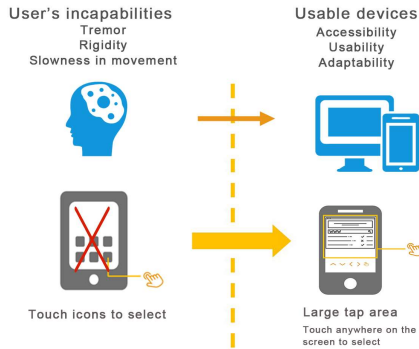 User's incapabilities
Tremor
Rigidity
Slowness in movement
Usable devices
Accessibility
Usability
Adaptability
Touch icons to select
Large tap area
Touch anywhere on the
screen to select